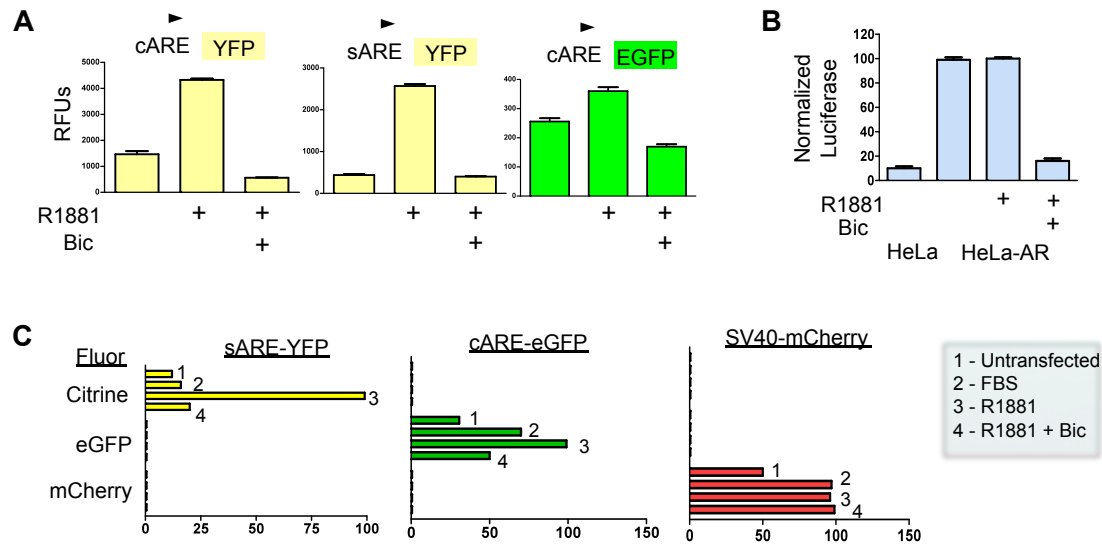 A
cARE YFP
sARE YFP
cARE EGFP
RFUs
5000
4000
3000
2000
1000
0
3000
2000
1000
0
400
300
200
100
0
R1881 + + + + + +
Bic + + +
B
Normalized
Luciferase
120
100
80
60
40
20
0
R1881 + +
Bic +
HeLa HeLa-AR
C
Fluor
Citrine
eGFP
mCherry
sARE-YFP
1
2
3
4
0 25 50 75 100
cARE-eGFP
1
2
3
4
0 50 100 150
SV40-mCherry
1
2
3
4
0 50 100 150
1 - Untransfected
2 - FBS
3 - R1881
4 - R1881 + Bic